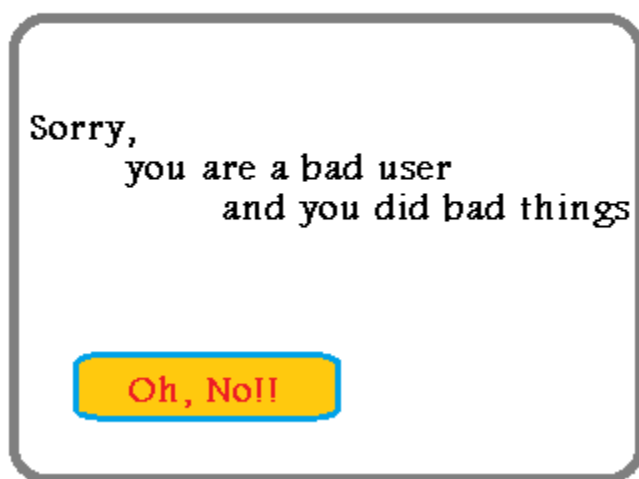 Sorry,
you are a bad user
and you did bad things
Oh, No!!